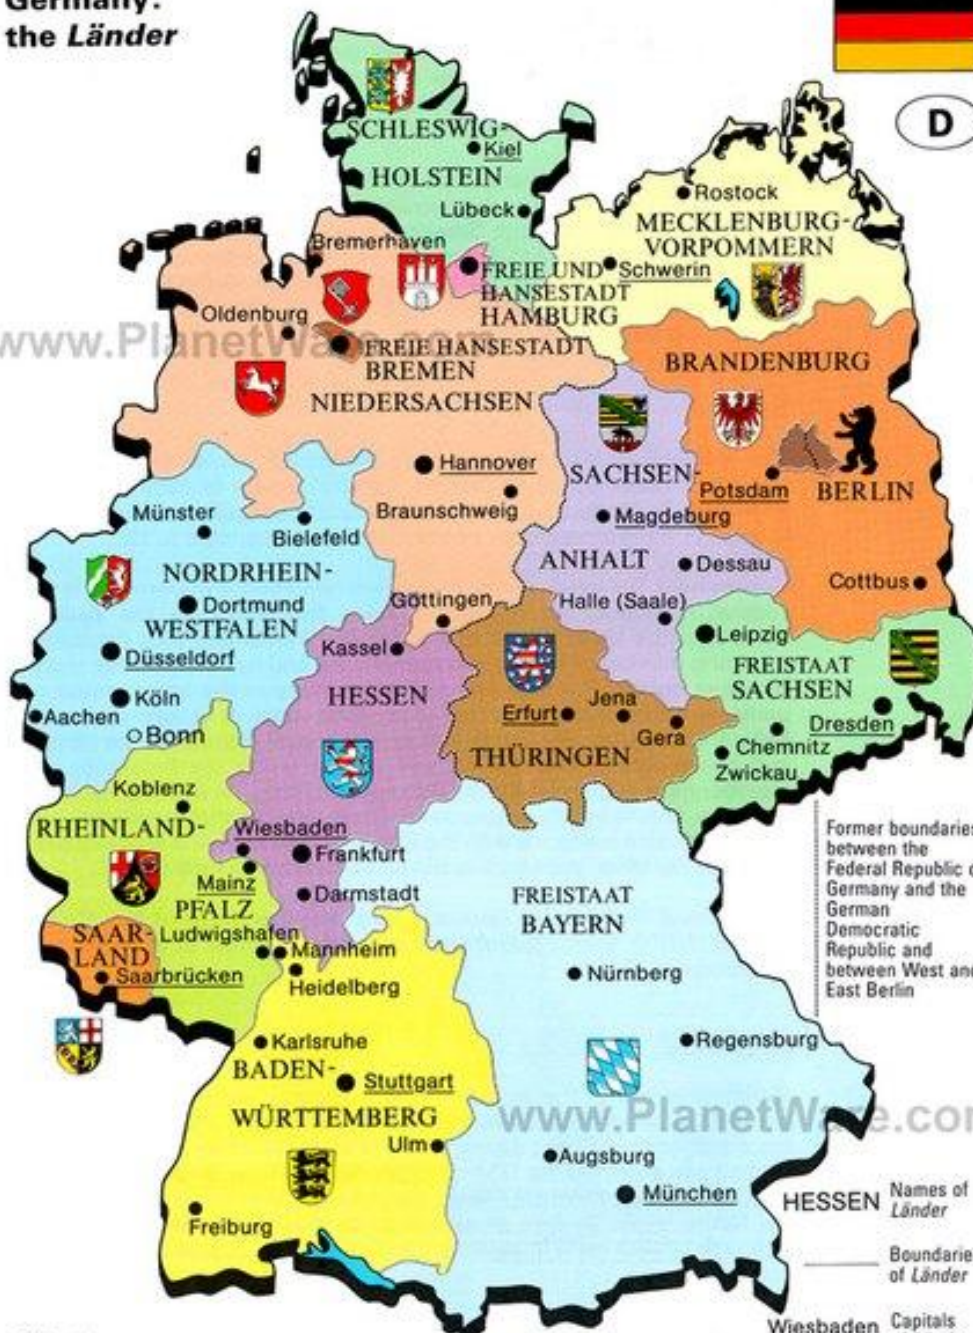 Germany:
the Länder
D
SCHLESWIG-
Kiel
HOLSTEIN
Lübeck
Rostock
MECKLENBURG-
VORPOMMERN
Schwerin
Bremerhaven
FREIE UND
HANSESTADT
HAMBURG
Oldenburg
www.PlanetWare.com
FREIE HANSESTADT
BREMEN
NIEDERSACHSEN
BRANDENBURG
Hannover
Braunschweig
SACHSEN-
Potsdam
BERLIN
Magdeburg
ANHALT
Dessau
Cottbus
Halle (Saale)
Münster
Bielefeld
NORDRHEIN-
Dortmund
WESTFALEN
Düsseldorf
Köln
Aachen
Bonn
Göttingen
Kassel
HESSEN
Leipzig
FREISTAAT
SACHSEN
Dresden
Chemnitz
Zwickau
Jena
Erfurt
Gera
THÜRINGEN
Koblenz
RHEINLAND-
Wiesbaden
Frankfurt
Mainz
Darmstadt
PFALZ
SAAR-
LAND
Ludwigshafen
Mannheim
Saarbrücken
Heidelberg
FREISTAAT
BAYERN
Nürnberg
Regensburg
Former boundaries
between the
Federal Republic o
Germany and the
German
Democratic
Republic and
between West and
East Berlin
Karlsruhe
BADEN-
Stuttgart
WÜRTTEMBERG
Ulm
Freiburg
www.PlanetWare.com
Augsburg
München
HESSEN Names of
Länder
Boundarie
of Länder
Wiesbaden Capitals